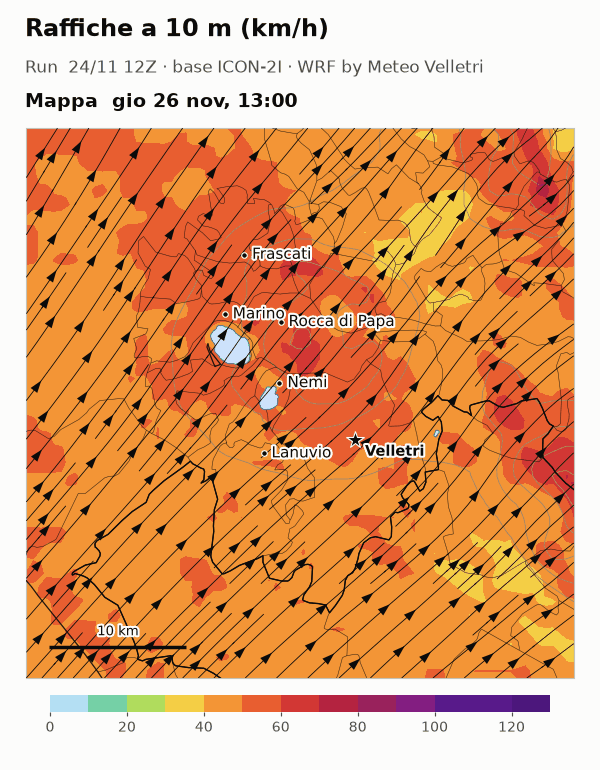 Raffiche a 10 m (km/h)
Run  24/11 12Z · base ICON-2I · WRF by Meteo Velletri
Mappa  gio 26 nov, 13:00
Frascati
Marino
Rocca di Papa
Nemi
Velletri
Lanuvio
10 km
0 20 40 60 80 100 120